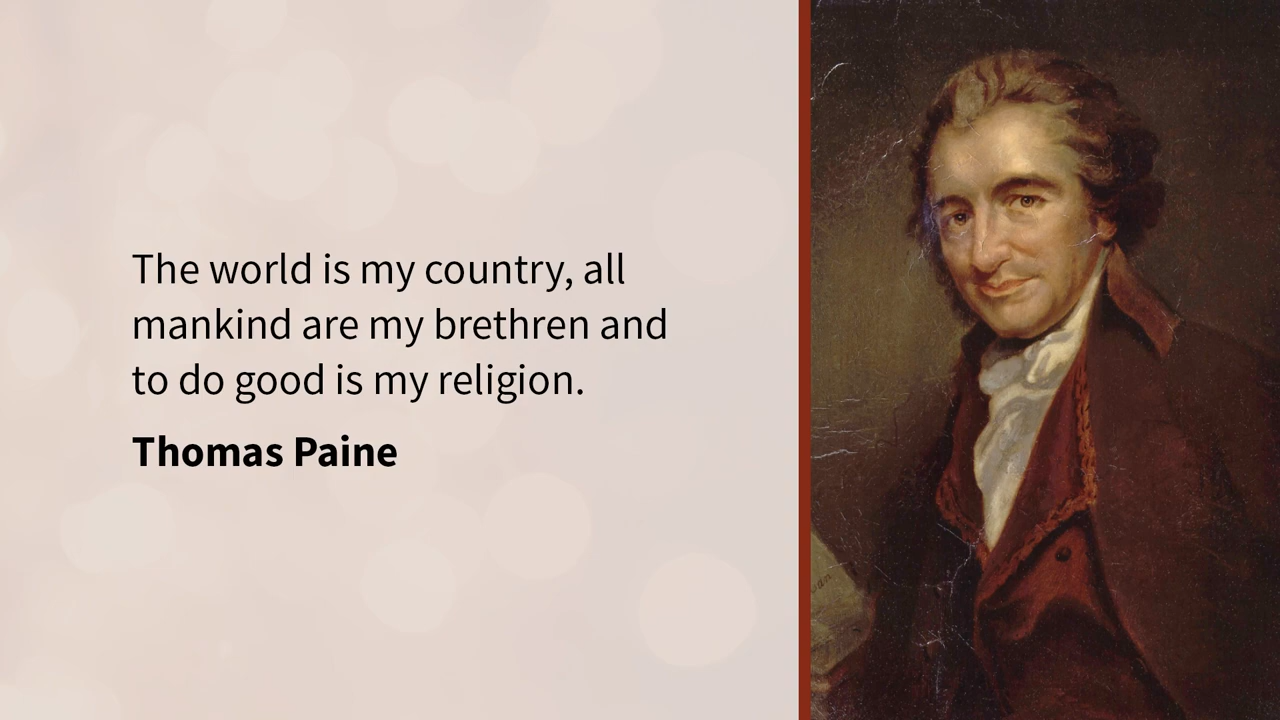 The world is my country, all
mankind are my brethren and
to do good is my religion.
Thomas Paine